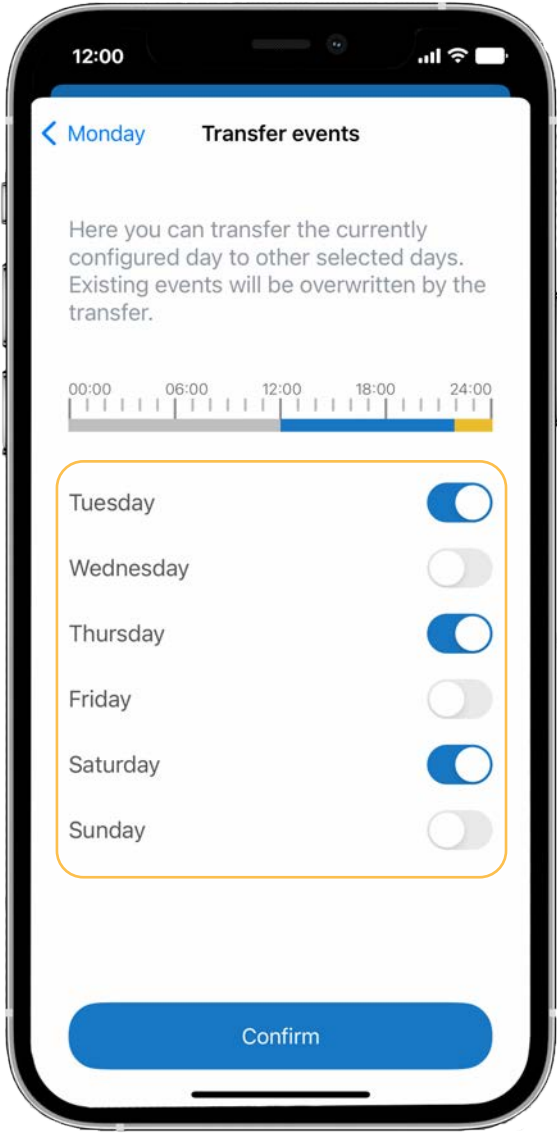 12:00
Monday
Transfer events
Here you can transfer the currently
configured day to other selected days.
Existing events will be overwritten by the
transfer.
00:00 06:00 12:00 18:00 24:00
Tuesday
Wednesday
Thursday
Friday
Saturday
Sunday
Confirm